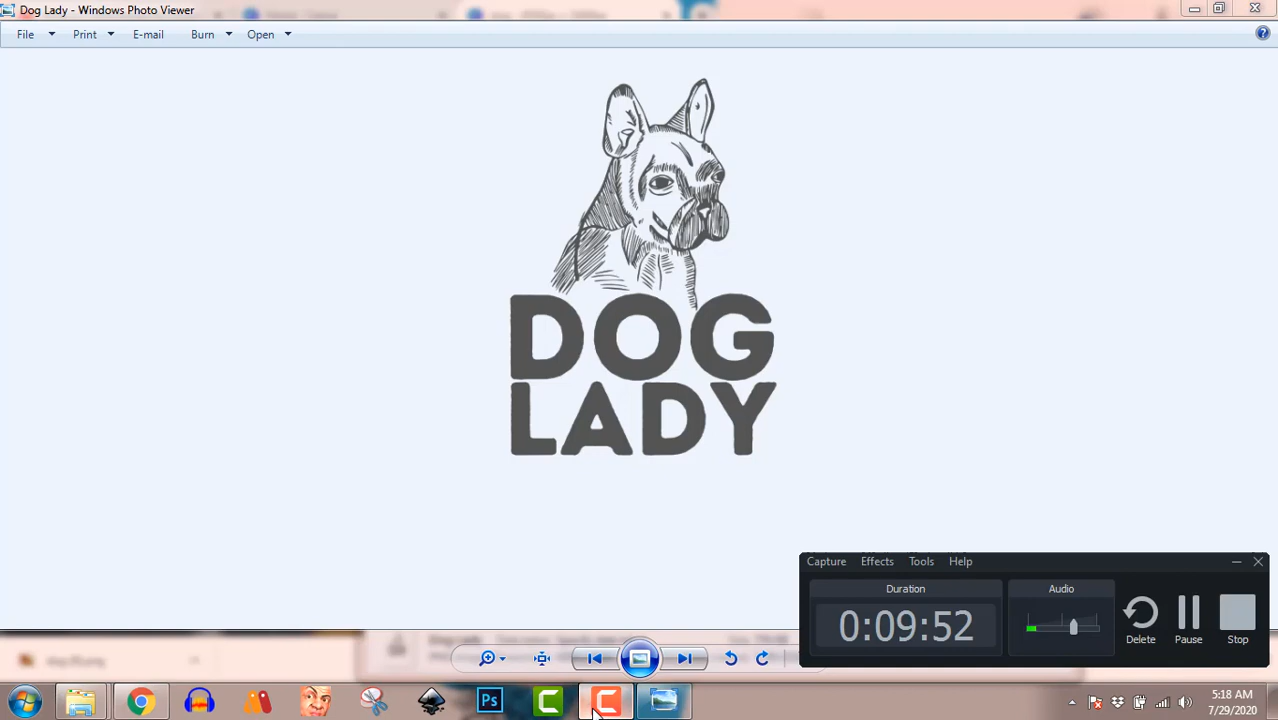 Dog Lady - Windows Photo Viewer
File Print E-mail Burn Open
DOG
LADY
Capture Effects Tools Help
Duration Audio
0:09:52
Delete Pause Stop
Ps
5:18 AM
7/29/2020